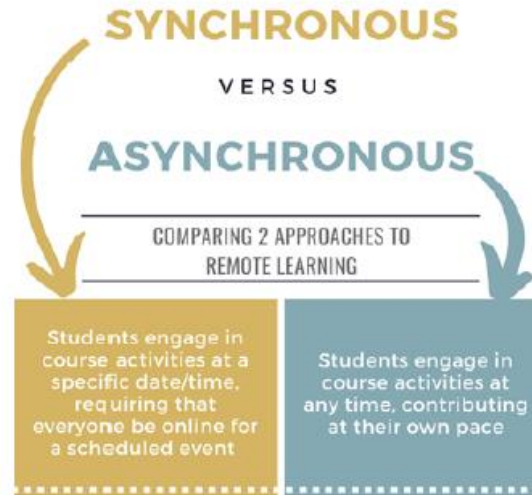 SYNCHRONOUS
VERSUS
ASYNCHRONOUS
COMPARING 2 APPROACHES TO
REMOTE LEARNING
Students engage in
course activities at a
specific date/time,
requiring that
everyone be online for
a scheduled event
Students engage in
course activities at
any time, contributing
at their own pace